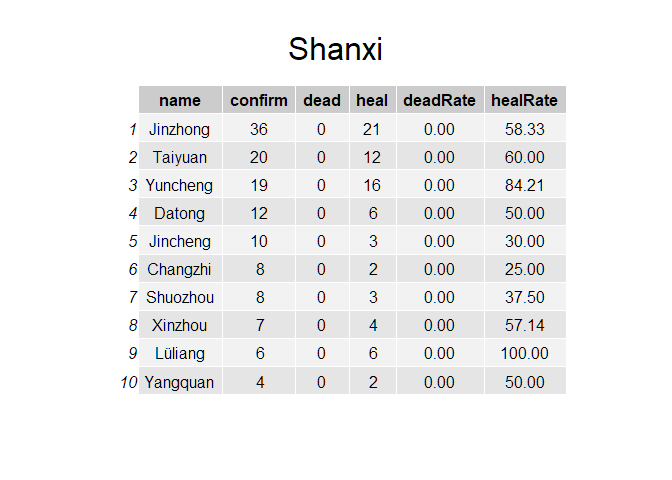 Shanxi
name confirm dead heal deadRate healRate
1 Jinzhong 36 0 21 0.00 58.33
2 Taiyuan 20 0 12 0.00 60.00
3 Yuncheng 19 0 16 0.00 84.21
4 Datong 12 0 6 0.00 50.00
5 Jincheng 10 0 3 0.00 30.00
6 Changzhi 8 0 2 0.00 25.00
7 Shuozhou 8 0 3 0.00 37.50
8 Xinzhou 7 0 4 0.00 57.14
9 Lüliang 6 0 6 0.00 100.00
10 Yangquan 4 0 2 0.00 50.00